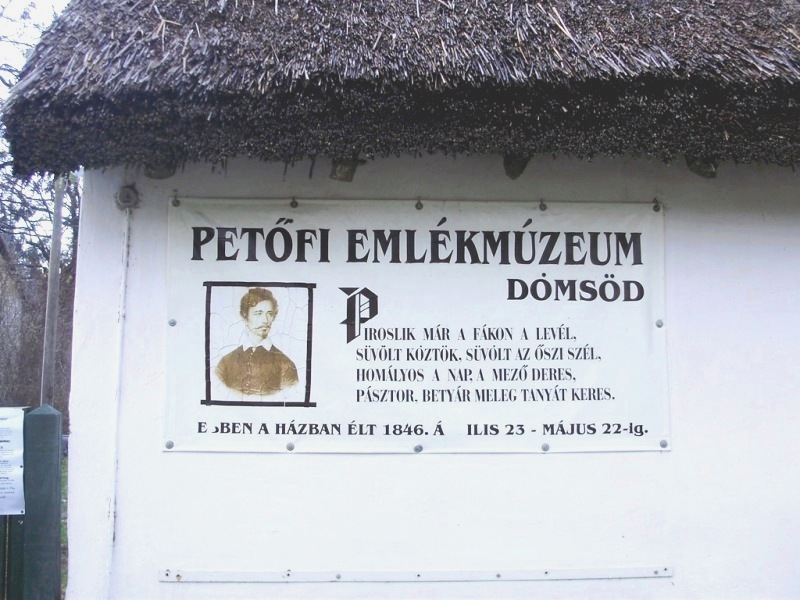 PETŐFI EMLÉKMÚZEUM
DÖMSÖD
PIROSLIK MÁR A FÁKON A LEVÉL,
SÜVÖLT KÖZTÖK, SÜVÖLT AZ ŐSZI SZÉL,
HOMÁLYOS A NAP, A MEZŐ DERES,
PÁSZTOR, BETYÁR MELEG TANYÁT KERES.
EBBEN A HÁZBAN ÉLT 1846. Á ILIS 23 - MÁJUS 22-ig.